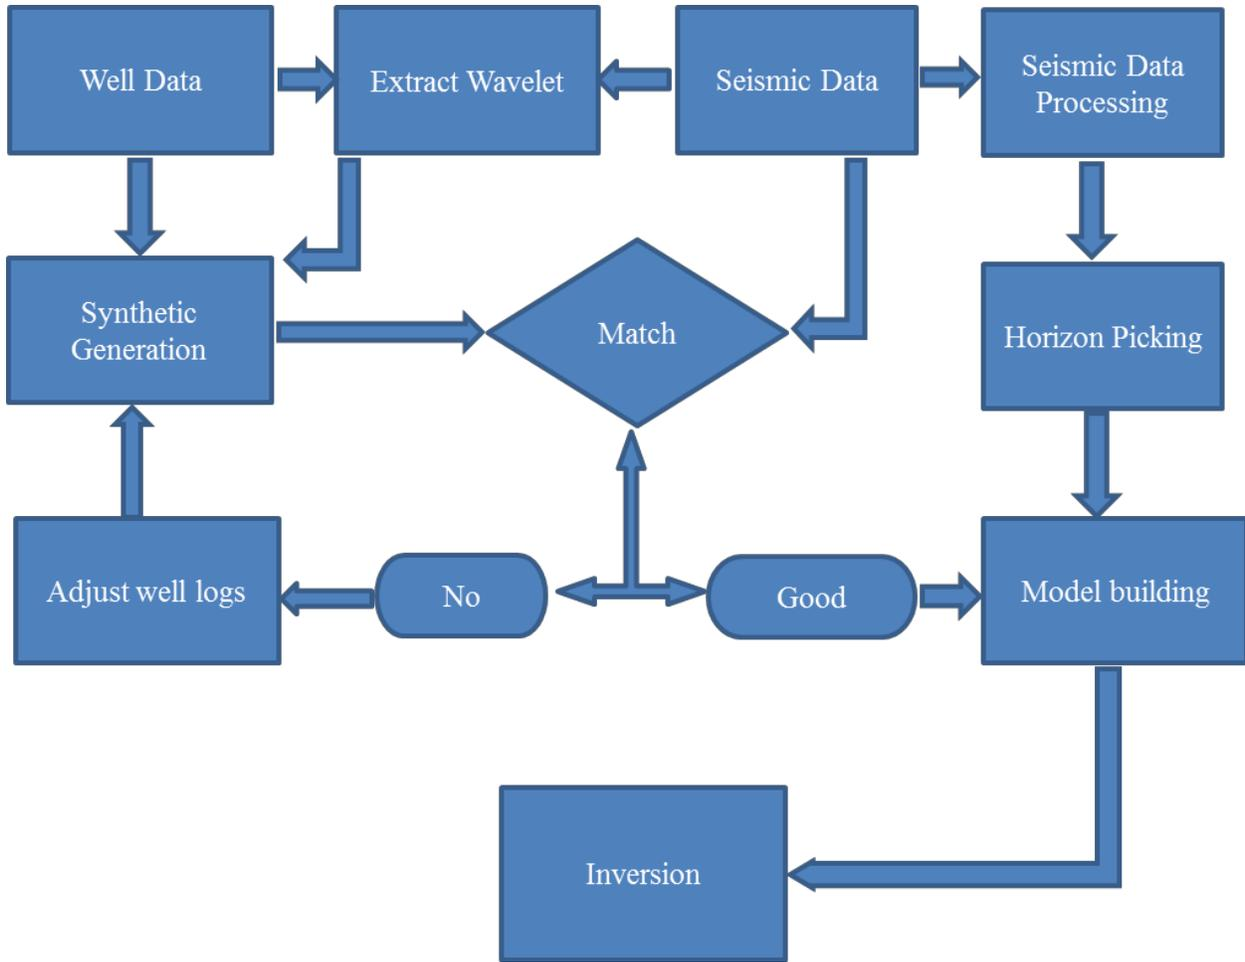 Well Data
Extract Wavelet
Seismic Data
Seismic Data
Processing
Synthetic
Generation
Match
Horizon Picking
Adjust well logs
No
Good
Model building
Inversion